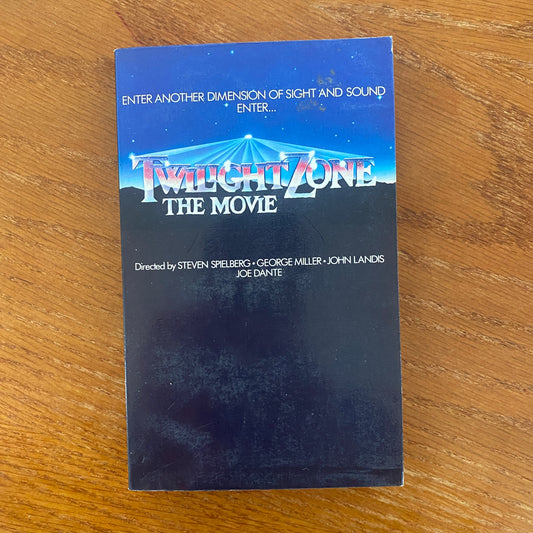 ENTER ANOTHER DIMENSION OF SIGHT AND SOUND
ENTER...
TWILIGHT ZONE
THE MOVIE
Directed by STEVEN SPIELBERG • GEORGE MILLER • JOHN LANDIS
JOE DANTE